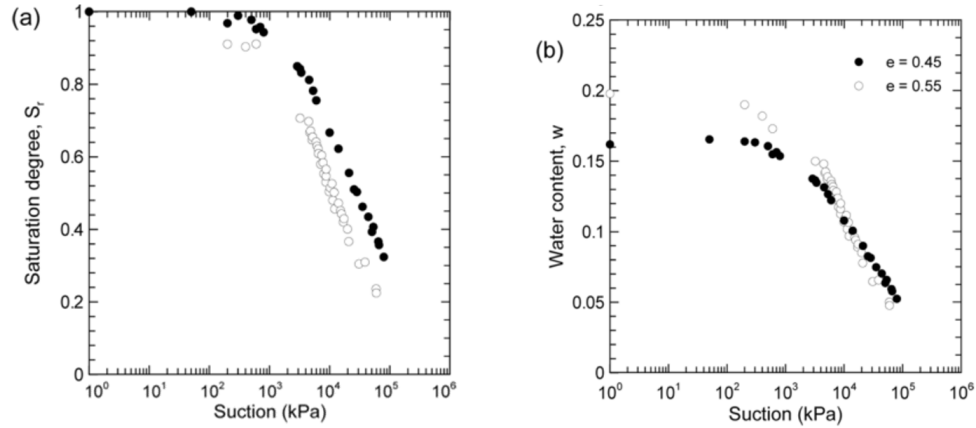 (a)
1
0.8
0.6
0.4
0.2
0
Saturation degree, Sᵣ
10⁰ 10¹ 10² 10³ 10⁴ 10⁵ 10⁶
Suction (kPa)
(b)
0.25
0.20
0.15
0.1
0.05
0
Water content, w
e = 0.45
e = 0.55
10⁰ 10¹ 10² 10³ 10⁴ 10⁵ 10⁶
Suction (kPa)